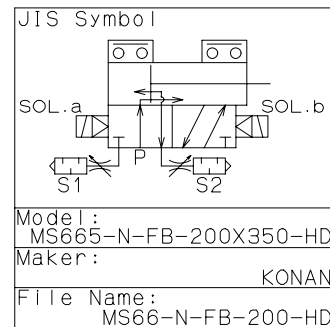 JIS Symbol
SOL.a
SOL.b
P
S1
S2
Model:
MS665-N-FB-200X350-HD
Maker:
KONAN
File Name:
MS66-N-FB-200-HD